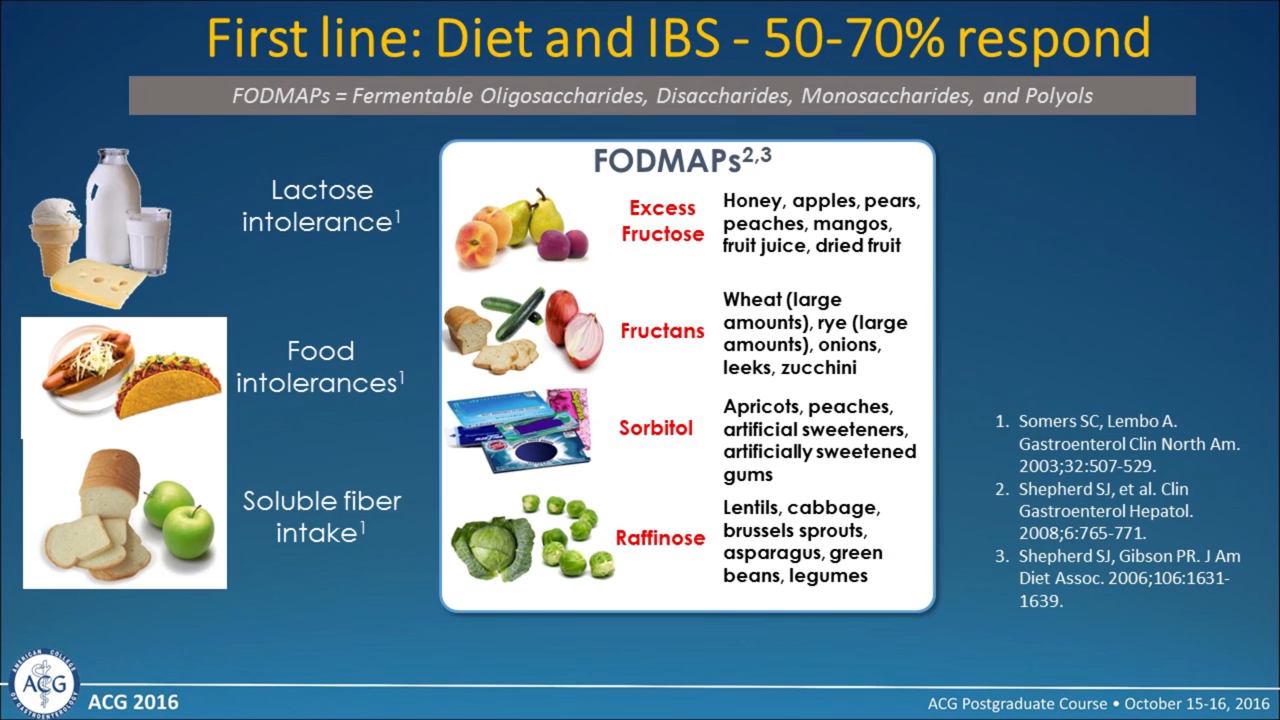 First line: Diet and IBS - 50-70% respond
FODMAPs = Fermentable Oligosaccharides, Disaccharides, Monosaccharides, and Polyols
Lactose
intolerance1
Food
intolerances1
Soluble fiber
intake1
FODMAPs2,3
Excess
Fructose
Honey, apples, pears,
peaches, mangos,
fruit juice, dried fruit
Fructans
Wheat (large
amounts), rye (large
amounts), onions,
leeks, zucchini
Sorbitol
Apricots, peaches,
artificial sweeteners,
artificially sweetened
gums
Raffinose
Lentils, cabbage,
brussels sprouts,
asparagus, green
beans, legumes
1. Somers SC, Lembo A.
Gastroenterol Clin North Am.
2003;32:507-529.
2. Shepherd SJ, et al. Clin
Gastroenterol Hepatol.
2008;6:765-771.
3. Shepherd SJ, Gibson PR. J Am
Diet Assoc. 2006;106:1631-
1639.
AMERICAN COLLEGE
OF GASTROENTEROLOGY
ACG
ACG 2016
ACG Postgraduate Course • October 15-16, 2016